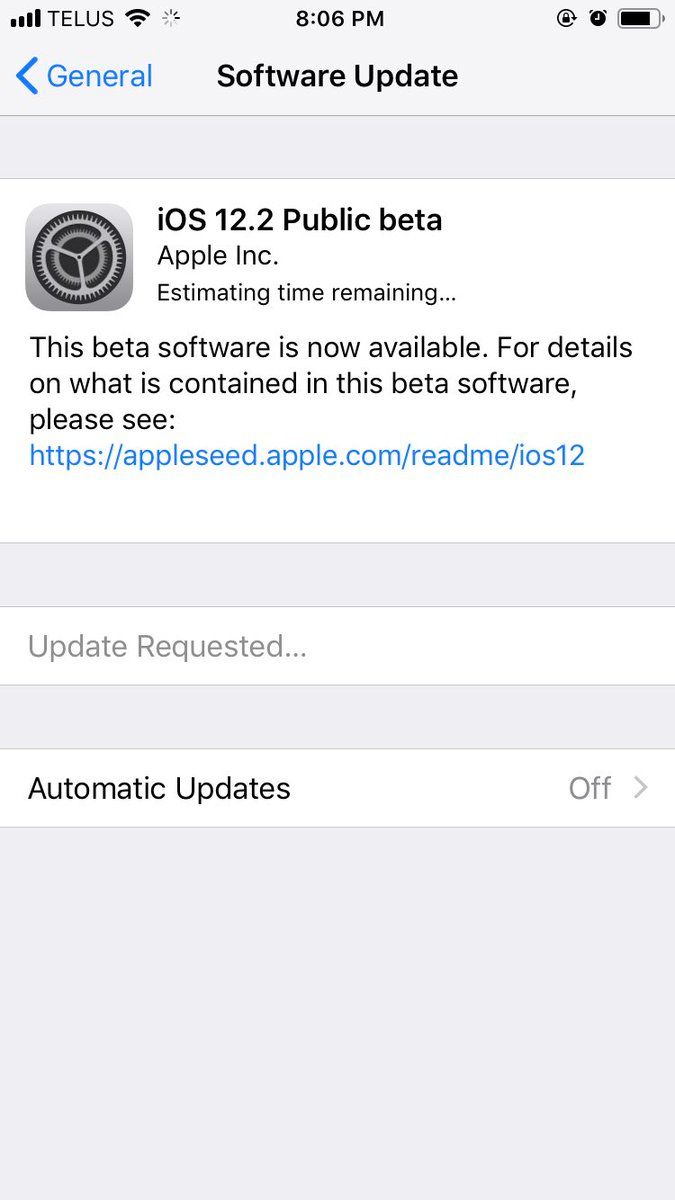 TELUS 8:06 PM
General Software Update
iOS 12.2 Public beta
Apple Inc.
Estimating time remaining...
This beta software is now available. For details
on what is contained in this beta software,
please see:
https://appleseed.apple.com/readme/ios12
Update Requested...
Automatic Updates Off